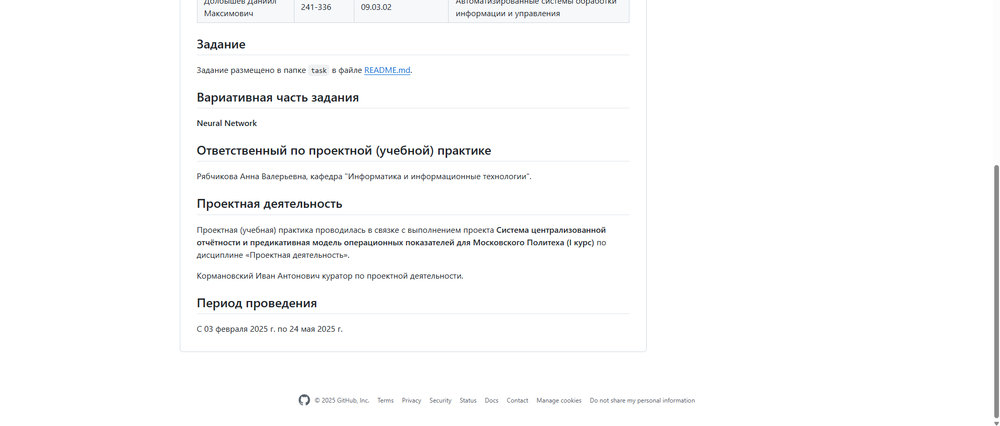 Долбышев Даниил
Максимович
241-336
09.03.02
Автоматизированные системы обработки
информации и управления
Задание
Задание размещено в папке task в файле README.md.
Вариативная часть задания
Neural Network
Ответственный по проектной (учебной) практике
Рябчикова Анна Валерьевна, кафедра "Информатика и информационные технологии".
Проектная деятельность
Проектная (учебная) практика проводилась в связке с выполнением проекта Система централизованной
отчётности и предикативная модель операционных показателей для Московского Политеха (I курс) по
дисциплине «Проектная деятельность».
Кормановский Иван Антонович куратор по проектной деятельности.
Период проведения
С 03 февраля 2025 г. по 24 мая 2025 г.
© 2025 GitHub, Inc. Terms Privacy Security Status Docs Contact Manage cookies Do not share my personal information